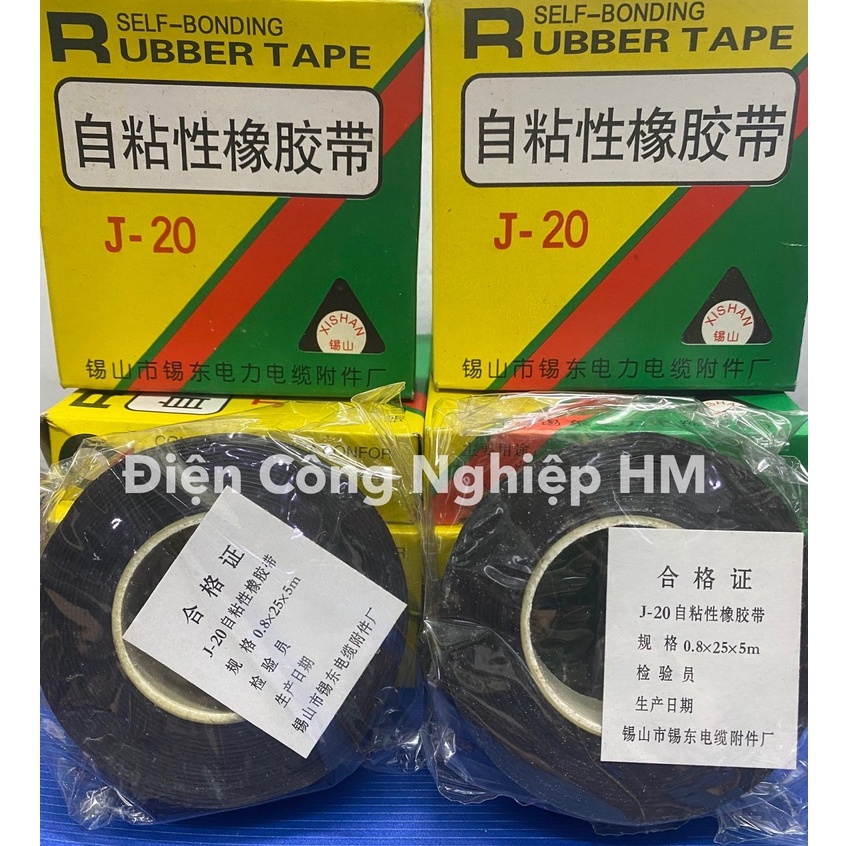 SELF-BONDING
RUBBER TAPE
自粘性橡胶带
J-20
XISHAN
锡山
锡山市锡东电力电缆附件厂
SELF-BONDING
RUBBER TAPE
自粘性橡胶带
J-20
XISHAN
锡山
锡山市锡东电力电缆附件厂
主要用途
Điện Công Nghiệp HM
合格证
J-20自粘性橡胶带
规格 0.8×25×5m
检验员
生产日期
锡山市锡东电缆附件厂
合格证
J-20自粘性橡胶带
规格 0.8×25×5m
检验员
生产日期
锡山市锡东电缆附件厂